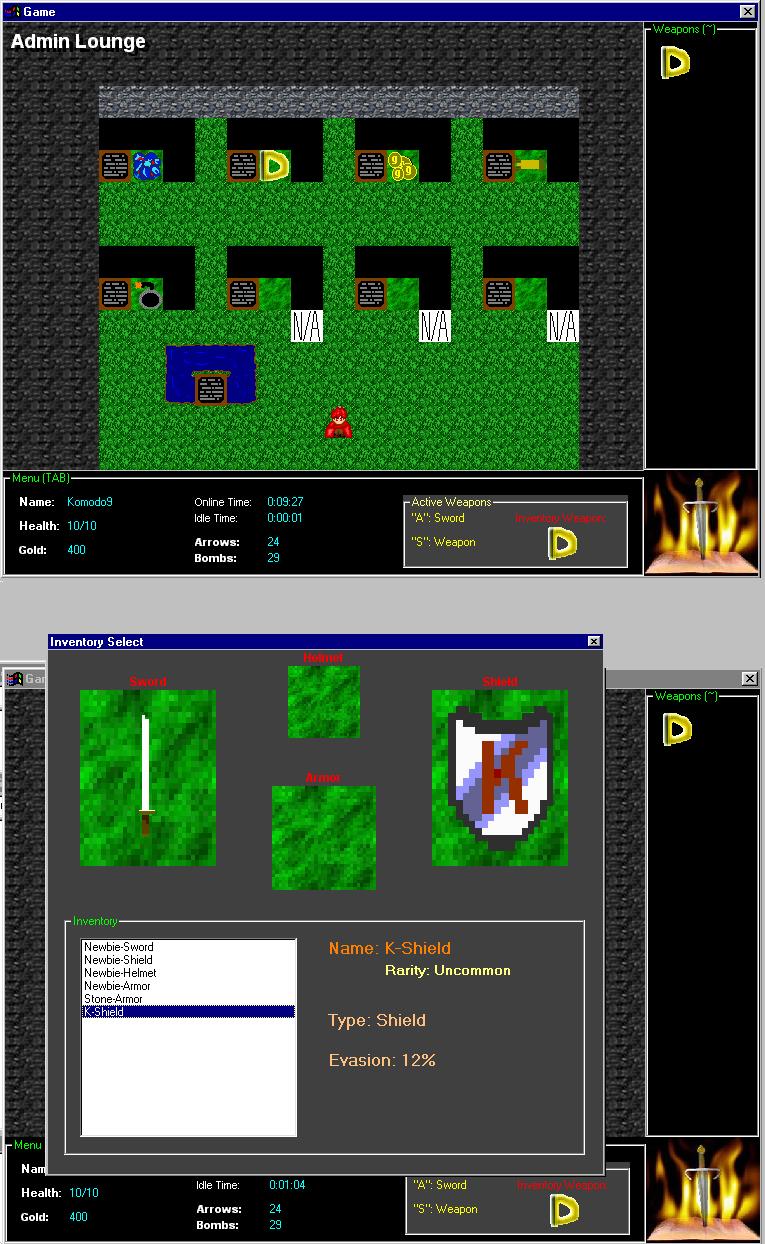 Game
Admin Lounge
Weapons (~)
N/A
N/A
N/A
Menu (TAB)
Name: Komodo9
Health: 10/10
Gold: 400
Online Time: 0:09:27
Idle Time: 0:00:01
Arrows: 24
Bombs: 29
Active Weapons
"A": Sword
Inventory Weapon:
"S": Weapon
Inventory Select
Gam
Weapons (~)
Helmet
Sword
Shield
K
Armor
Inventory
Newbie-Sword
Newbie-Shield
Newbie-Helmet
Newbie-Armor
Stone-Armor
K-Shield
Name: K-Shield
Rarity: Uncommon
Type: Shield
Evasion: 12%
Menu
Nam
Health: 10/10
Gold: 400
Idle Time: 0:01:04
Arrows: 24
Bombs: 29
"A": Sword
Inventory Weapon:
"S": Weapon